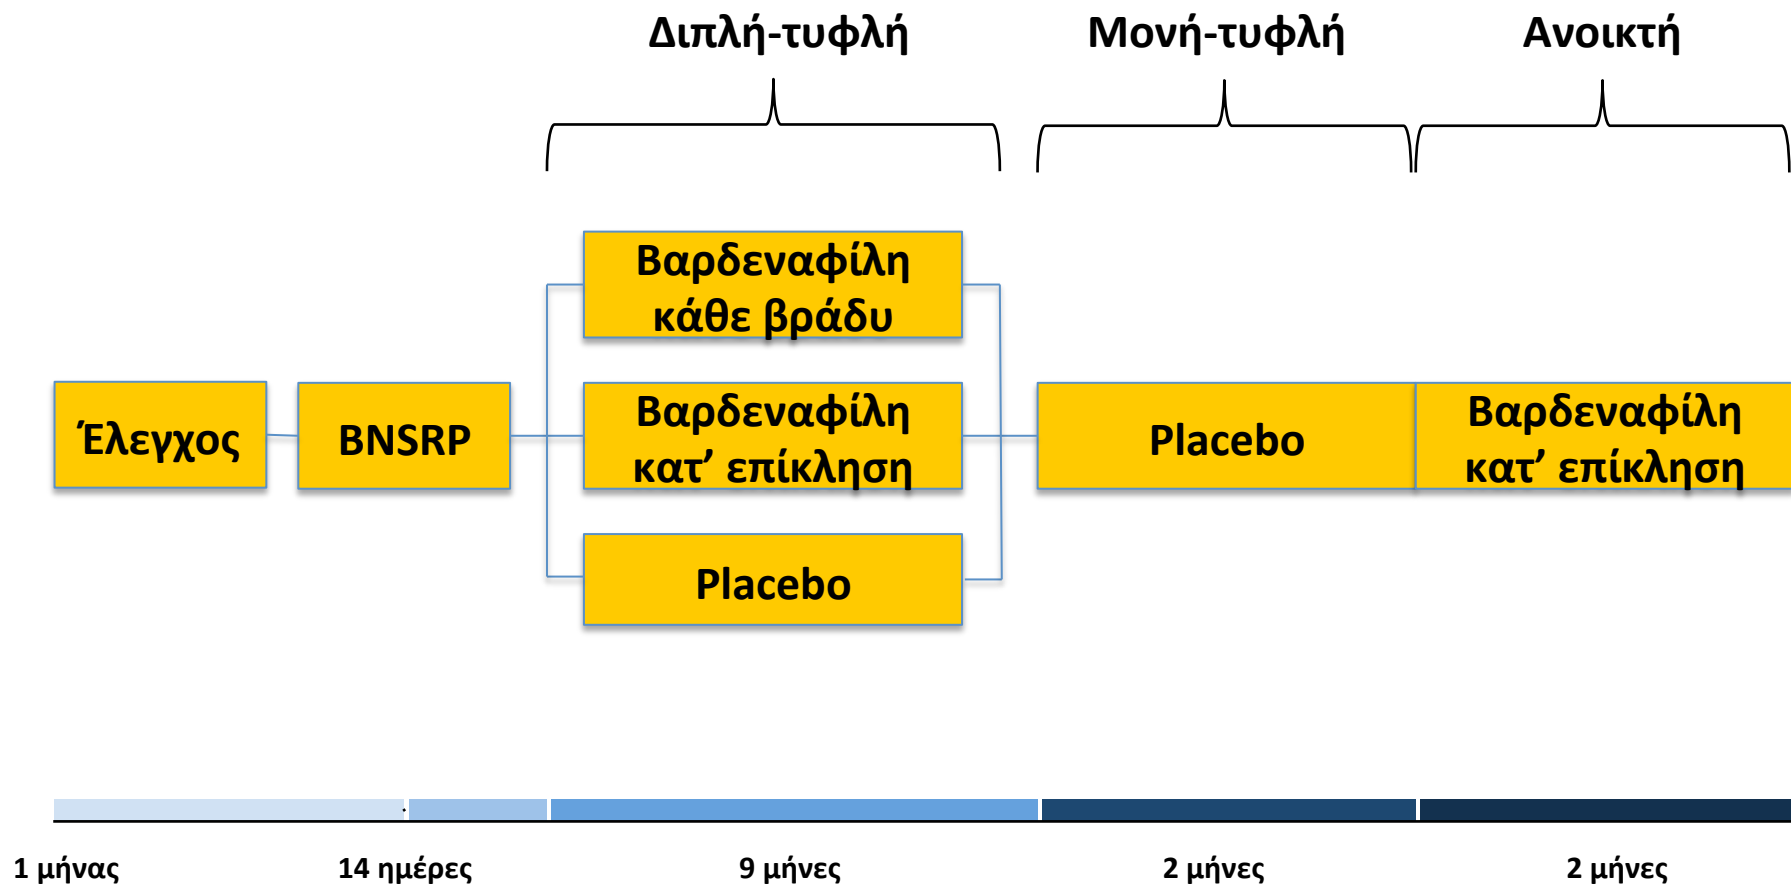 Διπλή-τυφλή
Μονή-τυφλή
Ανοικτή
Βαρδεναφίλη
κάθε βράδυ
Έλεγχος
BNSRP
Βαρδεναφίλη
κατ’ επίκληση
Placebo
Βαρδεναφίλη
κατ’ επίκληση
Placebo
1 μήνας
14 ημέρες
9 μήνες
2 μήνες
2 μήνες